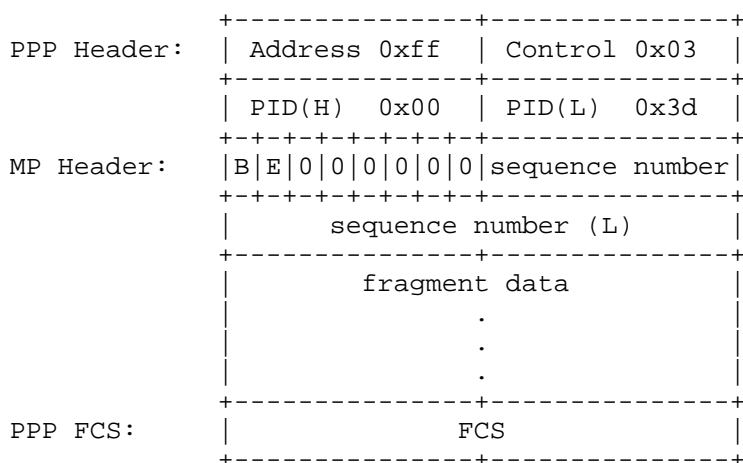 +---------------+---------------+
PPP Header:   | Address 0xff  | Control 0x03  |
              +---------------+---------------+
              | PID(H)  0x00  | PID(L)  0x3d  |
              +-+-+-+-+-+-+-+-+---------------+
MP Header:    |B|E|0|0|0|0|0|0|sequence number|
              +-+-+-+-+-+-+-+-+---------------+
              |      sequence number (L)      |
              +---------------+---------------+
              |        fragment data          |
              |               .               |
              |               .               |
              |               .               |
              +---------------+---------------+
PPP FCS:      |              FCS              |
              +---------------+---------------+